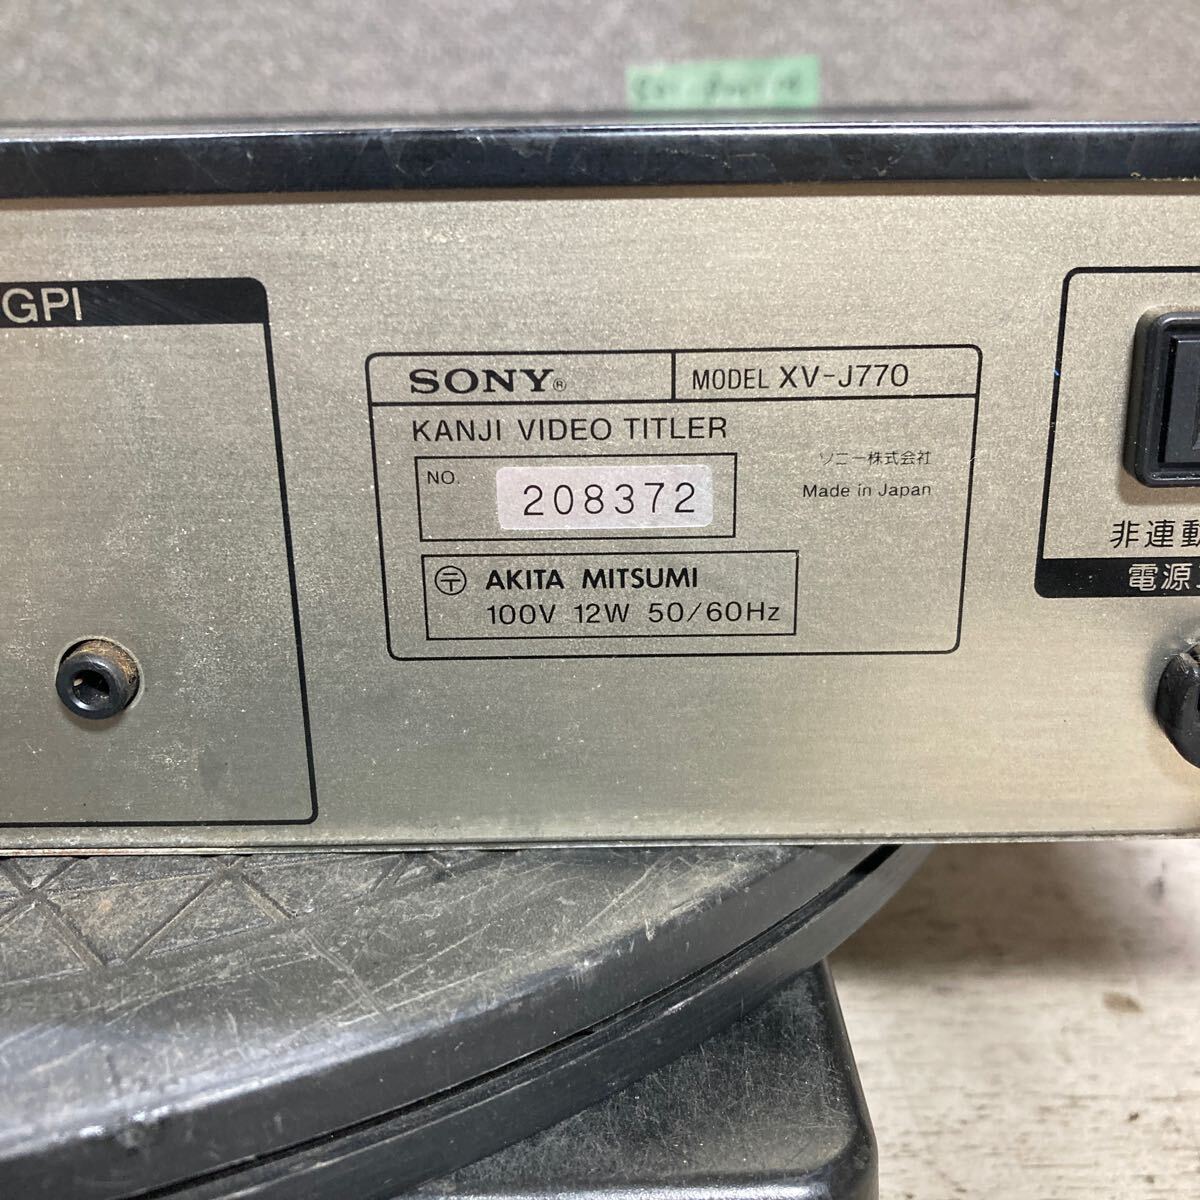 GPI
SONY®
MODEL XV-J770
KANJI VIDEO TITLER
NO. 208372
ソニー株式会社
Made in Japan
〒 AKITA MITSUMI
100V 12W 50/60Hz
非連動
電源